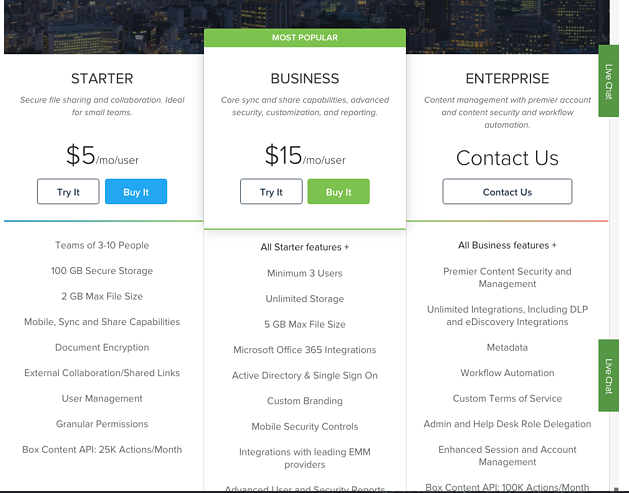 MOST POPULAR
STARTER
Secure file sharing and collaboration. Ideal
for small teams.
$5/mo/user
Try It
Buy It
Teams of 3-10 People
100 GB Secure Storage
2 GB Max File Size
Mobile, Sync and Share Capabilities
Document Encryption
External Collaboration/Shared Links
User Management
Granular Permissions
Box Content API: 25K Actions/Month
BUSINESS
Core sync and share capabilities, advanced
security, customization, and reporting.
$15/mo/user
Try It
Buy It
All Starter features +
Minimum 3 Users
Unlimited Storage
5 GB Max File Size
Microsoft Office 365 Integrations
Active Directory & Single Sign On
Custom Branding
Mobile Security Controls
Integrations with leading EMM
providers
Advanced User and Security Reports
ENTERPRISE
Content management with premier account
and content security and workflow
automation.
Contact Us
Contact Us
All Business features +
Premier Content Security and
Management
Unlimited Integrations, Including DLP
and eDiscovery Integrations
Metadata
Workflow Automation
Custom Terms of Service
Admin and Help Desk Role Delegation
Enhanced Session and Account
Management
Box Content API: 100K Actions/Month
Live Chat
Live Chat